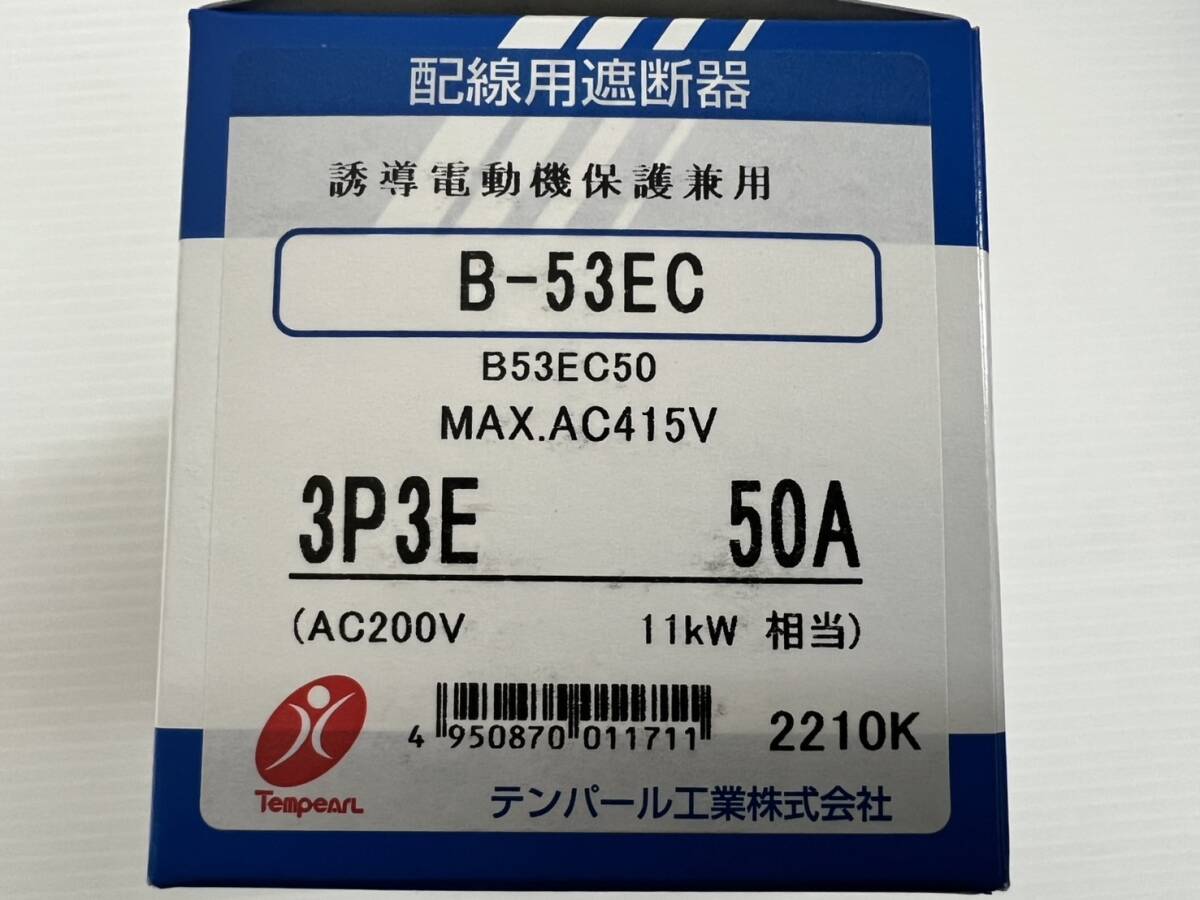 配線用遮断器
誘導電動機保護兼用
B-53EC
B53EC50
MAX.AC415V
3P3E 50A
(AC200V 11kW 相当)
4 950870 011711 2210K
Tempearl
テンパール工業株式会社